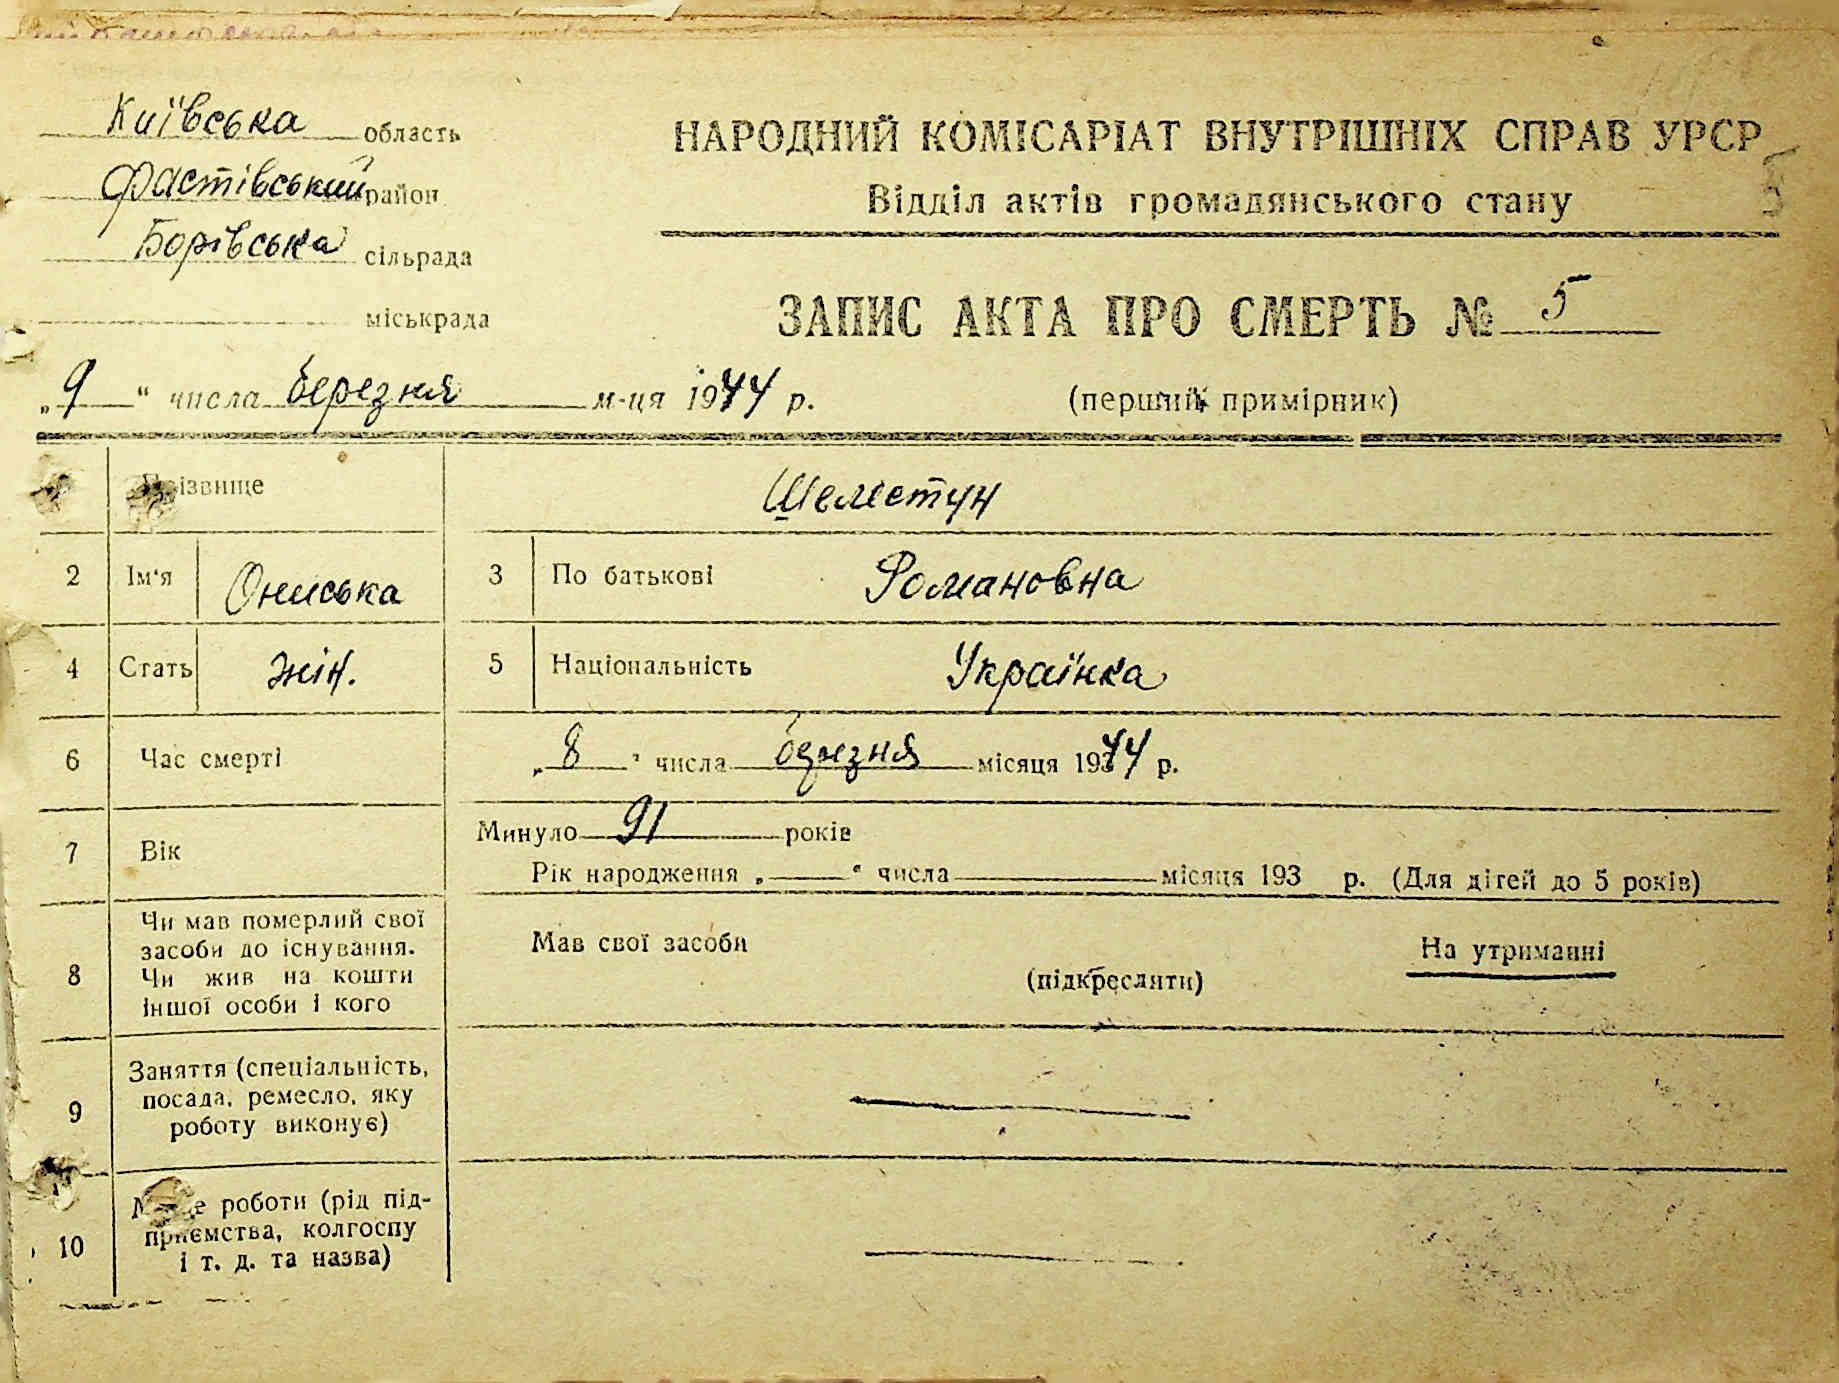 Київська область
Фастівський район
Борівська сільрада
міськрада
НАРОДНИЙ КОМІСАРІАТ ВНУТРІШНІХ СПРАВ УРСР
Відділ актів громадянського стану
ЗАПИС АКТА ПРО СМЕРТЬ № 5
„9“ числа березня м-ця 1944 р.
(перший примірник)
Прізвище Шелестун
2 Ім'я Ониська 3 По батькові Романовна
4 Стать жін. 5 Національність Українка
6 Час смерті „8“ числа березня місяця 1944 р.
7 Вік Минуло 91 років
Рік народження „ “ числа місяця 193 р. (Для дітей до 5 років)
8 Чи мав померлий свої
засоби до існування.
Чи жив на кошти
іншої особи і кого
Мав свої засоби
(підкреслити)
На утриманні
9 Заняття (спеціальність,
посада, ремесло, яку
роботу виконує)
10 Місце роботи (рід під-
приємства, колгоспу
і т. д. та назва)